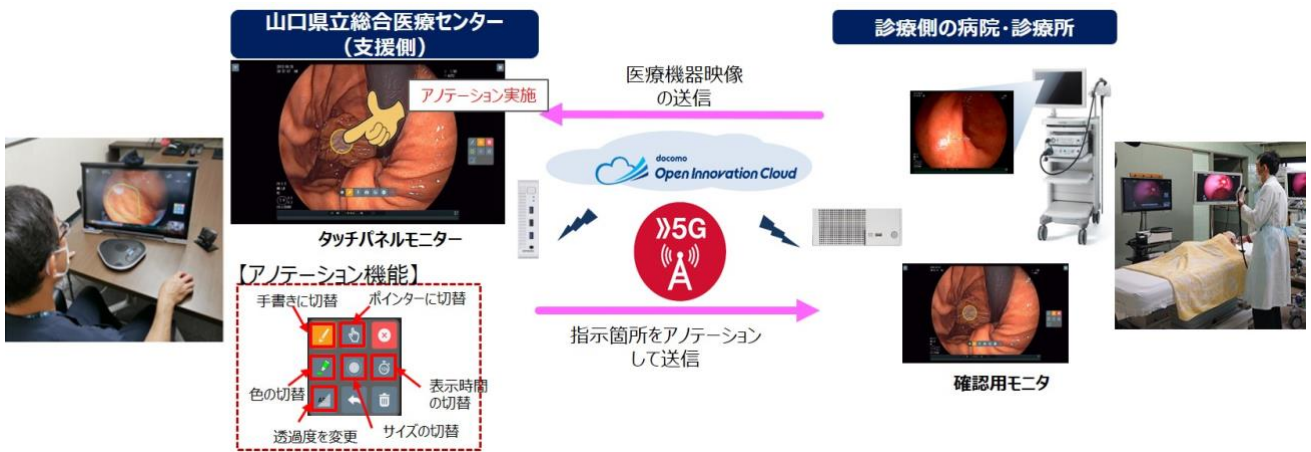 山口県立総合医療センター
（支援側）
診療側の病院・診療所
アノテーション実施
医療機器映像
の送信
docomo
Open Innovation Cloud
5G
タッチパネルモニター
【アノテーション機能】
手書きに切替
ポインターに切替
色の切替
表示時間
の切替
透過度を変更
サイズの切替
指示箇所をアノテーション
して送信
確認用モニタ